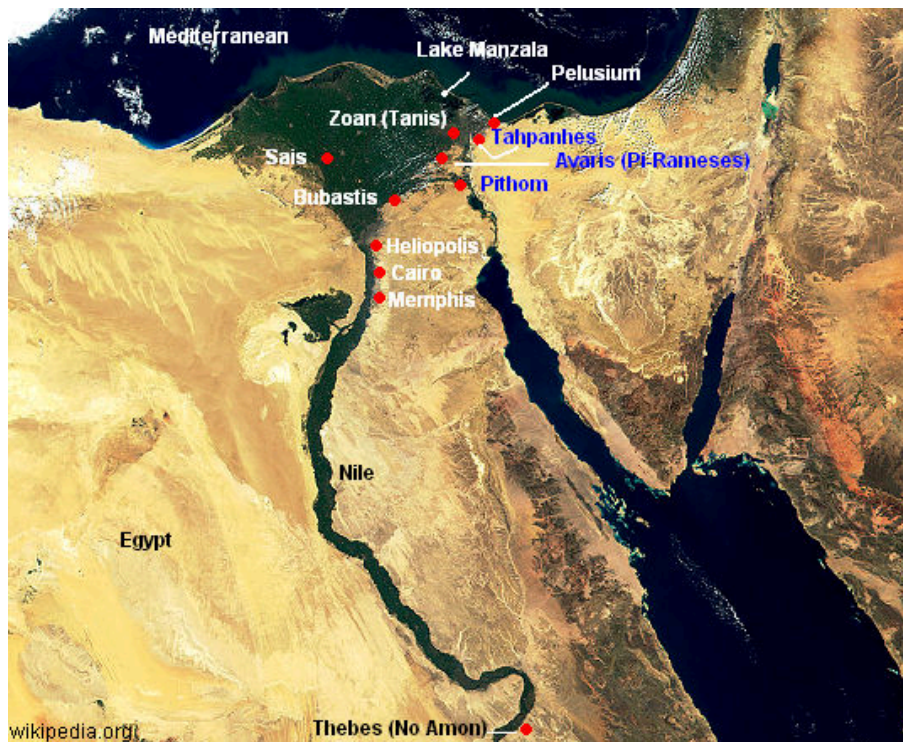 Mediterranean
Lake Manzala
Pelusium
Zoan (Tanis)
Tahpanhes
Sais
Avaris (Pi-Rameses)
Pithom
Bubastis
Heliopolis
Cairo
Memphis
Nile
Egypt
Thebes (No Amon)
wikipedia.org